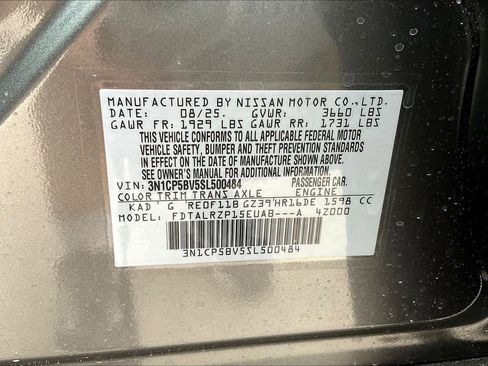 MANUFACTURED BY NISSAN MOTOR CO., LTD.
DATE: 08/25. GVWR: 3660 LBS
GAWR FR: 1929 LBS GAWR RR: 1731 LBS
THIS VEHICLE CONFORMS TO ALL APPLICABLE FEDERAL MOTOR
VEHICLE SAFETY, BUMPER AND THEFT PREVENTION STANDARDS
IN EFFECT ON THE DATE OF MANUFACTURE SHOWN ABOVE.
SEE OWNER'S MANUAL FOR ADDITIONAL INFORMATION
VIN: 3N1CP5BV5SL500484 PASSENGER CAR.
COLOR TRIM TRANS AXLE ENGINE
KAD G RE0F11B GZ39 HR16DE 1598 CC
MODEL: FDTALRZP15EUAB---A 4Z000
3N1CP5BV5SL500484